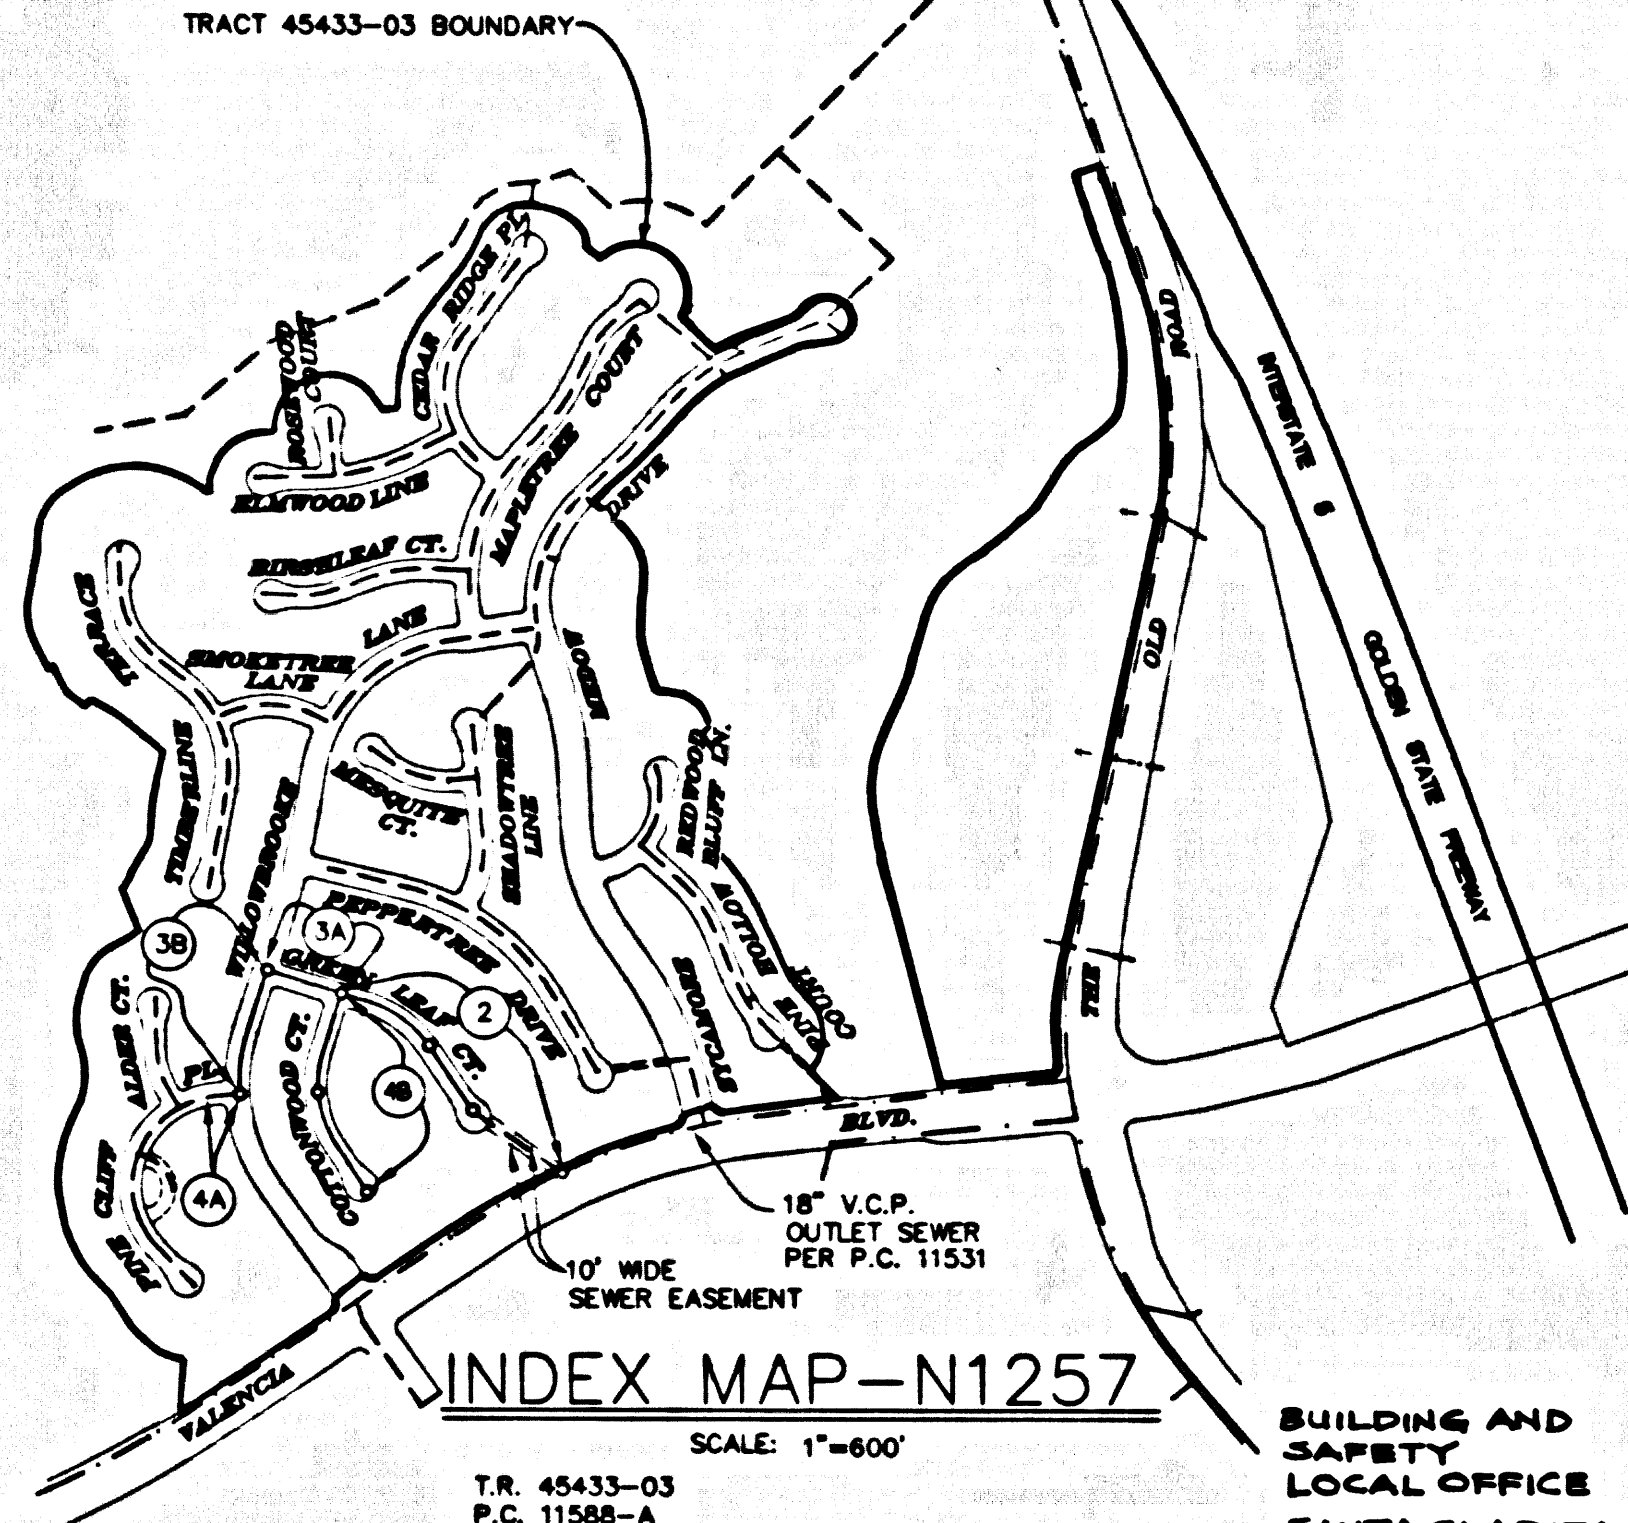 TRACT 45433-03 BOUNDARY
CEDAR RIDGE PL
ROSEWOOD
COURT
MAPLETREE COURT
ELMWOOD LINE
DRIVE
ROAD
INTERSTATE 5
BIRSHLEAF CT.
TERRACE
SMOKETREE
LANE
LANE
MEDOW
OLD
GOLDEN STATE FREEWAY
TIMBERLINE
WILLOWBROOKE
MESQUITE
CT.
SHADOWTREE
LINE
REDWOOD
BLUFF LN.
PEPPERTREE
DRIVE
3B
3A
GREEN
LEAF CT.
2
HOLLOW
PINE
COURT
SYCAMORE
THE
ALDER CT.
PL
COTTONWOOD CT.
4B
4A
CLIFF
PINE
BLVD.
18" V.C.P.
OUTLET SEWER
PER P.C. 11531
10' WIDE
SEWER EASEMENT
VALENCIA
INDEX MAP-N1257
SCALE: 1"=600'
T.R. 45433-03
P.C. 11588-A
BUILDING AND
SAFETY
LOCAL OFFICE